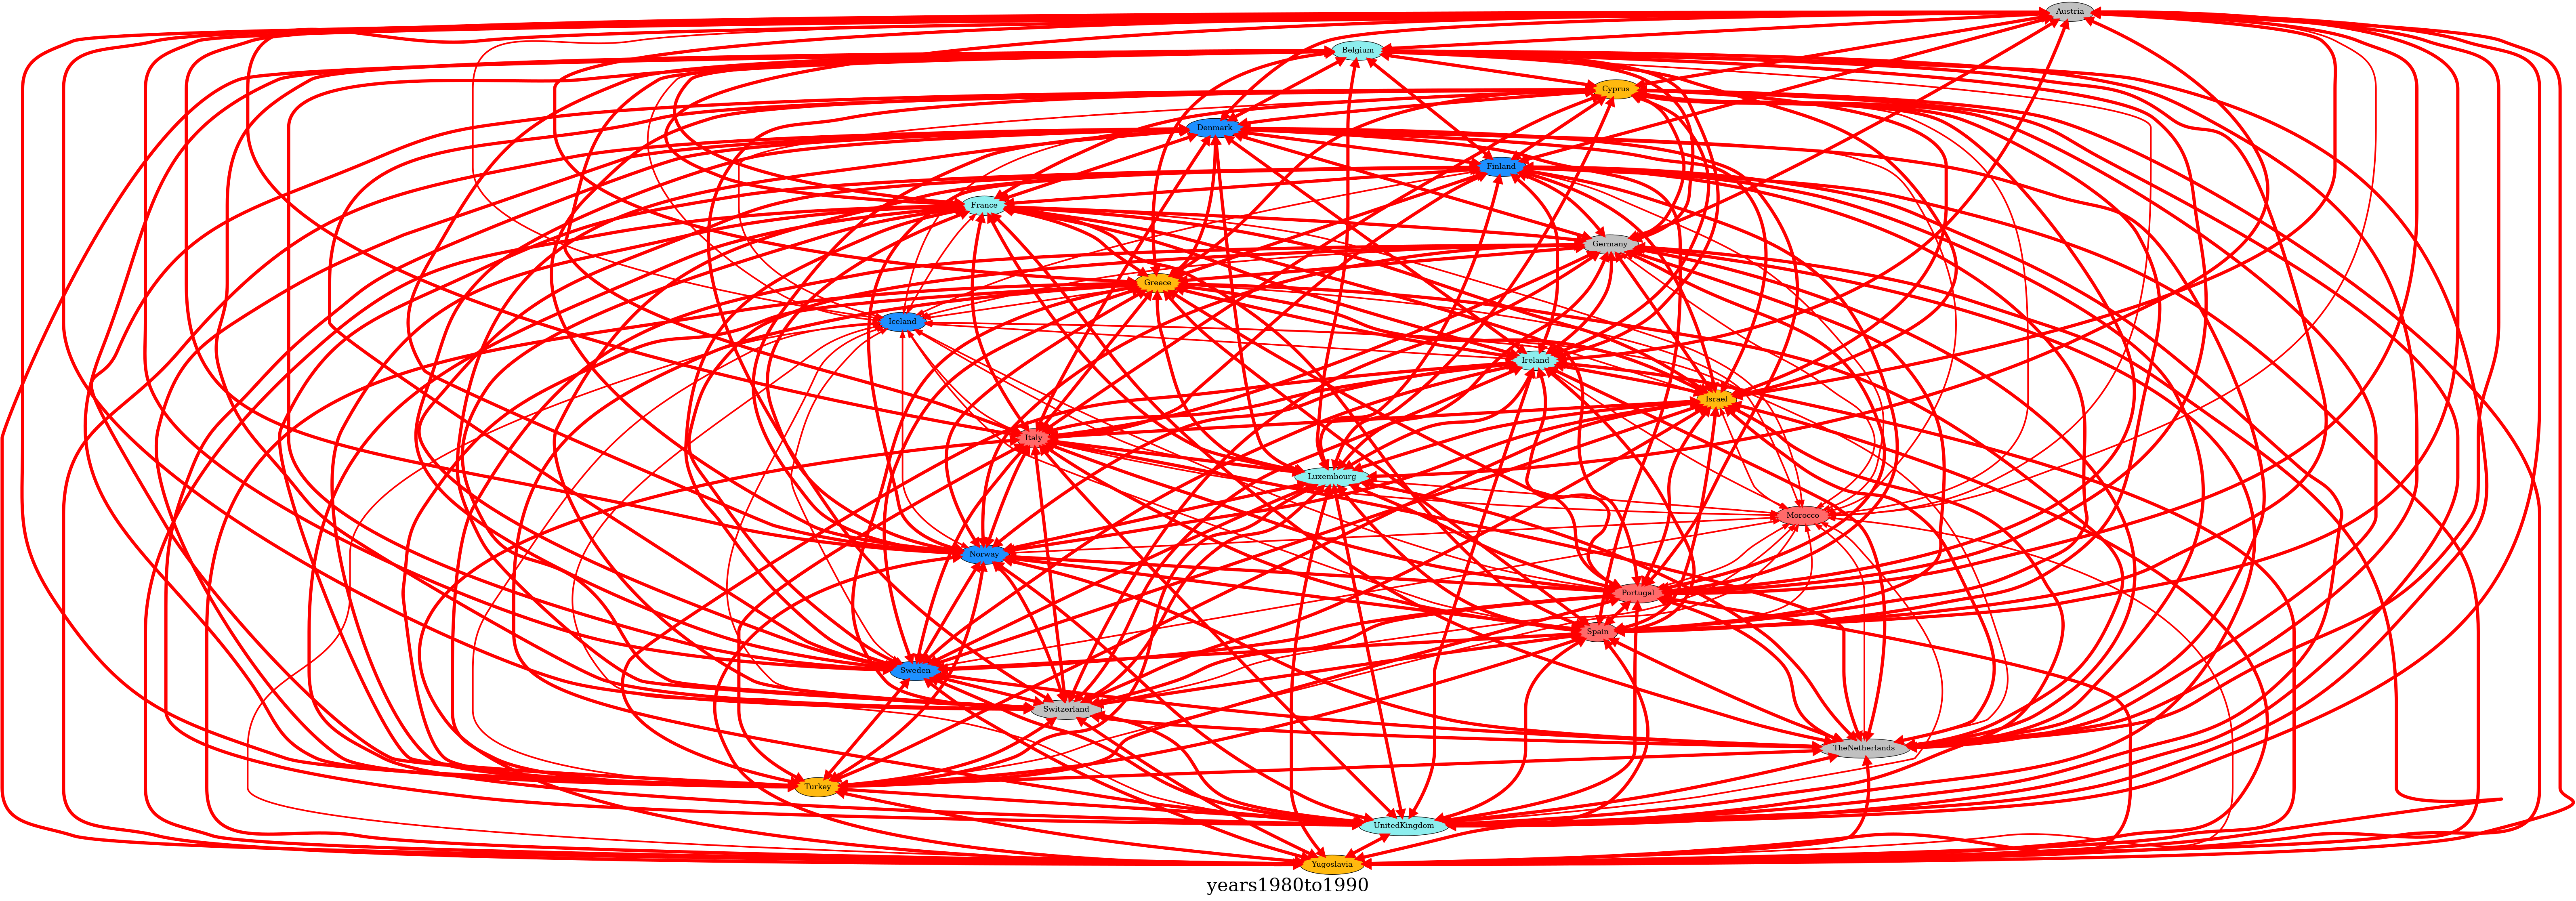 Austria
Belgium
Cyprus
Denmark
Finland
France
Germany
Greece
Iceland
Ireland
Israel
Italy
Luxembourg
Morocco
Norway
Portugal
Spain
Sweden
Switzerland
TheNetherlands
Turkey
UnitedKingdom
Yugoslavia
years1980to1990